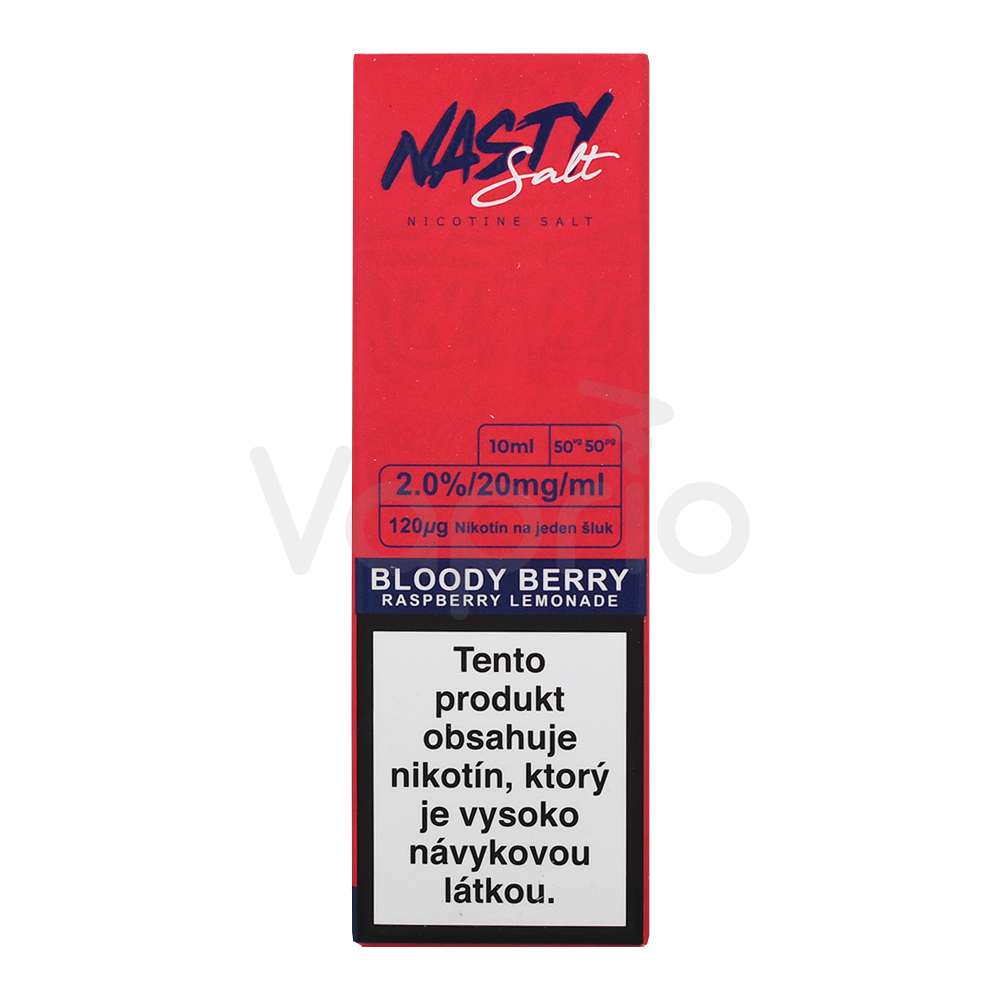 NASTY
Salt
NICOTINE SALT
10ml 50vg 50pg
2.0%/20mg/ml
120µg Nikotín na jeden šluk
BLOODY BERRY
RASPBERRY LEMONADE
Tento
produkt
obsahuje
nikotín, ktorý
je vysoko
návykovou
látkou.
Vaprio